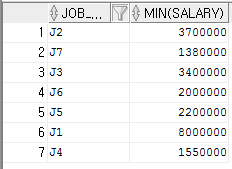 JOB_... MIN(SALARY)
1 J2 3700000
2 J7 1380000
3 J3 3400000
4 J6 2000000
5 J5 2200000
6 J1 8000000
7 J4 1550000